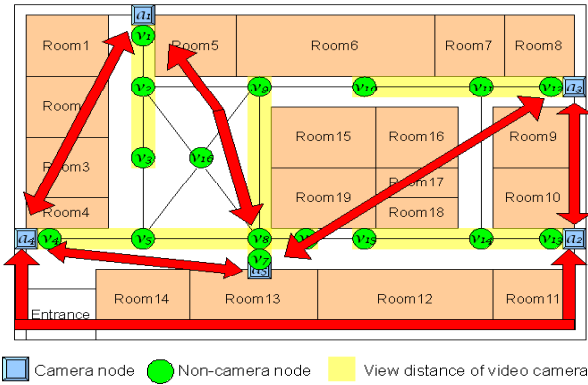 a1
Room1
v1
Room5
Room6
Room7
Room8
v2
v9
v10
v11
v12
a3
Room
Room15
Room16
Room9
v3
v16
Room3
Room17
Room19
Room10
Room4
Room18
a4
v4
v5
v8
v15
v14
v13
a2
v7
a5
Room14
Room13
Room12
Room11
Entrance
Camera node
Non-camera node
View distance of video camera